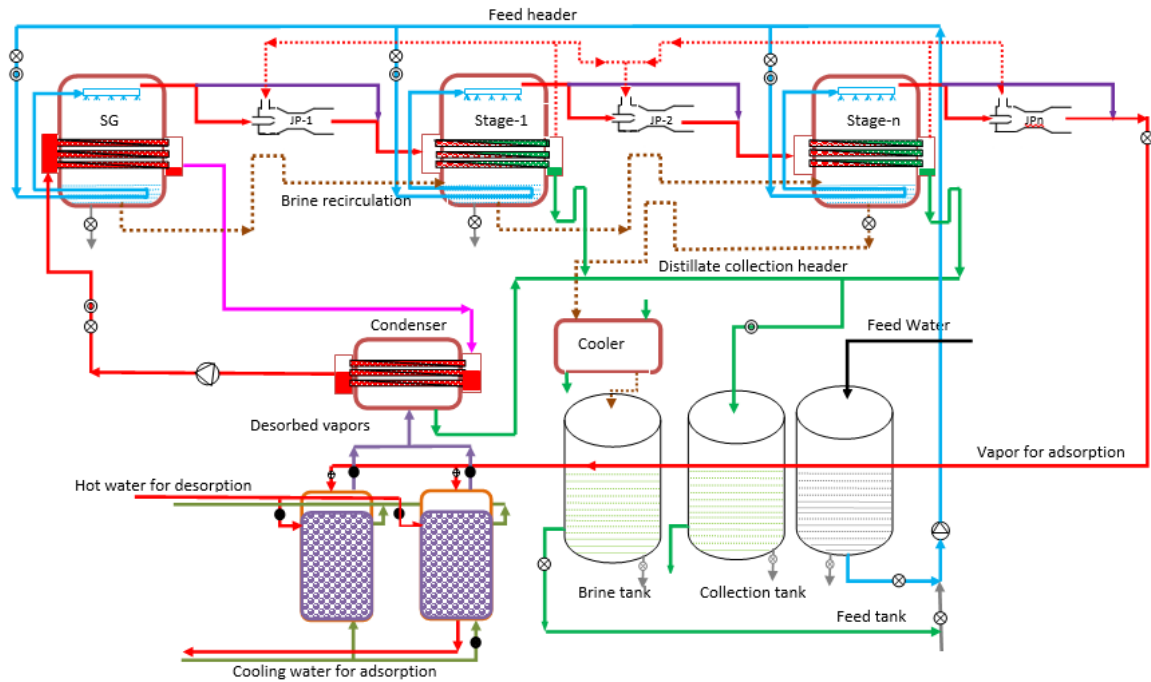 Feed header
SG
JP-1
Stage-1
JP-2
Stage-n
JPn
Brine recirculation
Distillate collection header
Condenser
Cooler
Feed Water
Desorbed vapors
Vapor for adsorption
Hot water for desorption
Brine tank
Collection tank
Feed tank
Cooling water for adsorption